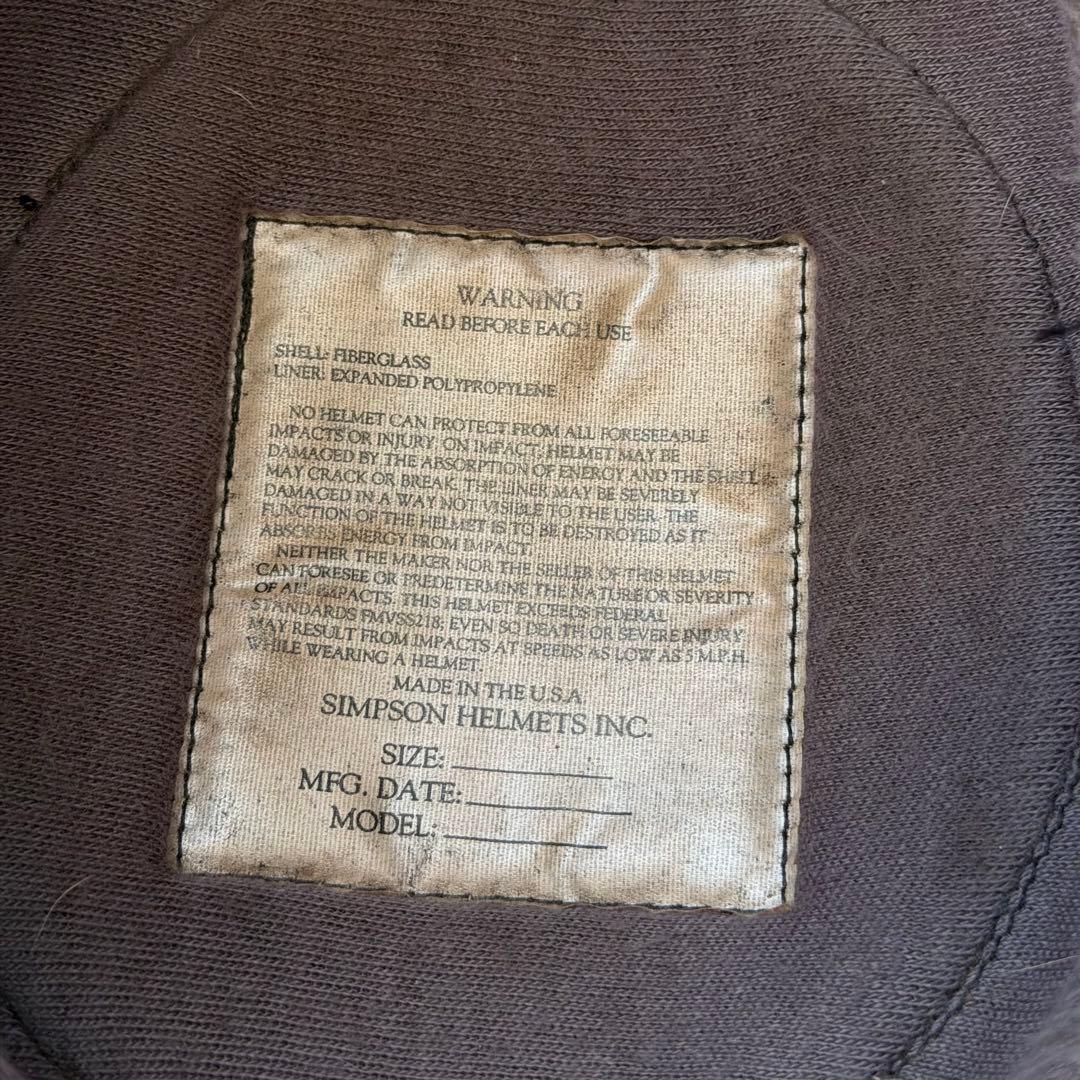 WARNING
READ BEFORE EACH USE
SHELL: FIBERGLASS
LINER: EXPANDED POLYPROPYLENE
NO HELMET CAN PROTECT FROM ALL FORESEEABLE
IMPACTS OR INJURY. ON IMPACT, HELMET MAY BE
DAMAGED BY THE ABSORPTION OF ENERGY AND THE SHELL
MAY CRACK OR BREAK. THE LINER MAY BE SEVERELY
DAMAGED IN A WAY NOT VISIBLE TO THE USER. THE
FUNCTION OF THE HELMET IS TO BE DESTROYED AS IT
ABSORBS ENERGY FROM IMPACT.
NEITHER THE MAKER NOR THE SELLER OF THIS HELMET
CAN FORESEE OR PREDETERMINE THE NATURE OR SEVERITY
OF ALL IMPACTS. THIS HELMET EXCEEDS FEDERAL
STANDARDS FMVSS218. EVEN SO DEATH OR SEVERE INJURY
MAY RESULT FROM IMPACTS AT SPEEDS AS LOW AS 5 M.P.H.
WHILE WEARING A HELMET.
MADE IN THE U.S.A.
SIMPSON HELMETS INC.
SIZE:
MFG. DATE:
MODEL: